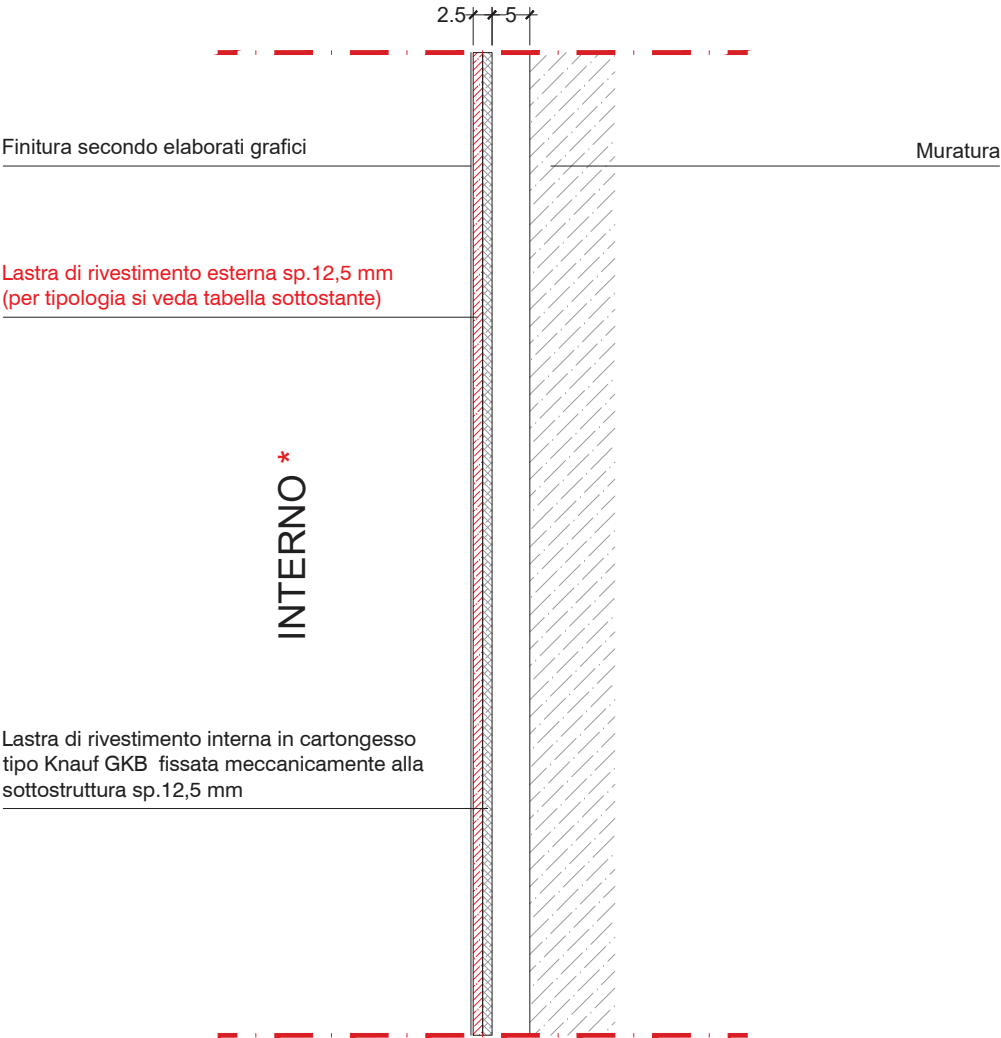 2.5 5
Finitura secondo elaborati grafici
Muratura
Lastra di rivestimento esterna sp.12,5 mm
(per tipologia si veda tabella sottostante)
INTERNO *
Lastra di rivestimento interna in cartongesso
tipo Knauf GKB fissata meccanicamente alla
sottostruttura sp.12,5 mm